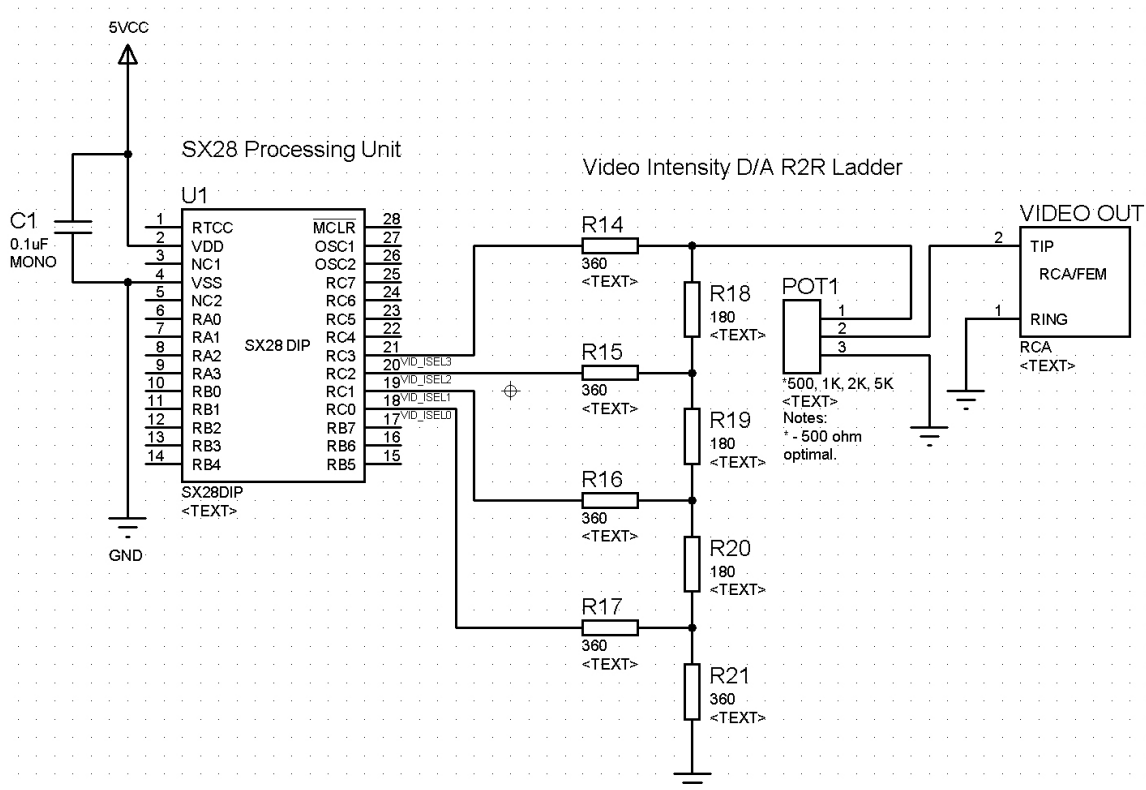 5VCC
SX28 Processing Unit
Video Intensity D/A R2R Ladder
U1
C1
0.1uF
MONO
1 RTCC
2 VDD
3 NC1
4 VSS
5 NC2
6 RA0
7 RA1
8 RA2
9 RA3
10 RB0
11 RB1
12 RB2
13 RB3
14 RB4
SX28 DIP
MCLR 28
OSC1 27
OSC2 26
RC7 25
RC6 24
RC5 23
RC4 22
RC3 21
RC2 20
RC1 19
RC0 18
RB7 17
RB6 16
RB5 15
VID_ISEL3
VID_ISEL2
VID_ISEL1
VID_ISEL0
SX28DIP
<TEXT>
GND
R14
360
<TEXT>
R18
180
<TEXT>
R15
360
<TEXT>
R19
180
<TEXT>
R16
360
<TEXT>
R20
180
<TEXT>
R17
360
<TEXT>
R21
360
<TEXT>
POT1
1
2
3
*500, 1K, 2K, 5K
<TEXT>
Notes:
* - 500 ohm
optimal.
VIDEO OUT
2 TIP
RCA/FEM
1 RING
RCA
<TEXT>